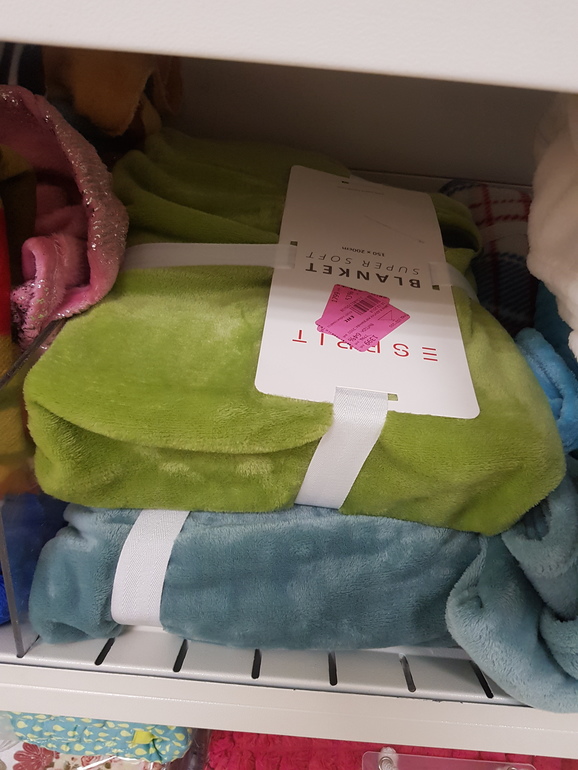 ESPRIT
BLANKET
SUPER SOFT
150 x 200cm